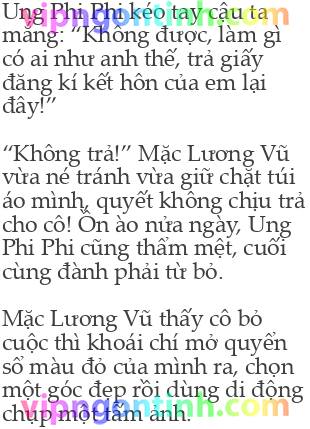 Ung Phi Phi kéo tay cậu ta
mắng: “Không được, làm gì
có ai như anh thế, trả giấy
đăng kí kết hôn của em lại
đây!”
“Không trả!” Mặc Lương Vũ
vừa né tránh vừa giữ chặt túi
áo mình, quyết không chịu trả
cho cô! Ồn ào nửa ngày, Ung
Phi Phi cũng thấm mệt, cuối
cùng đành phải từ bỏ.
Mặc Lương Vũ thấy cô bỏ
cuộc thì khoái chí mở quyển
sổ màu đỏ của mình ra, chọn
một góc đẹp rồi dùng di động
chụp một tấm ảnh.
vipngontinh.com
vipngontinh.com